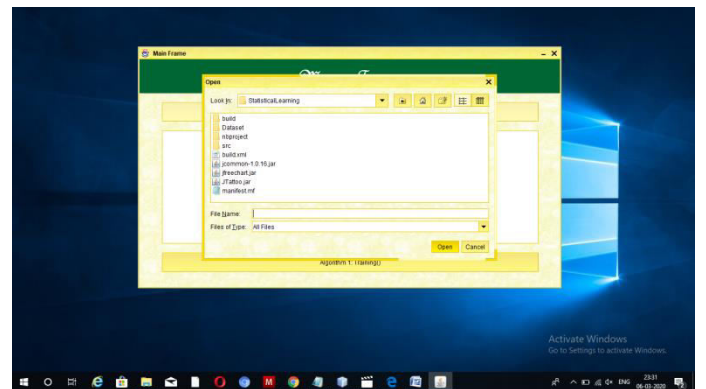 Main Frame
Open
Look In: StatisticalLearning
build
Dataset
nbproject
src
build.xml
jcommon-1.0.16.jar
jfreechart.jar
JTattoo.jar
manifest.mf
File Name:
Files of Type: All Files
Open Cancel
Algorithm 1: Training()
Activate Windows
Go to Settings to activate Windows.
ENG 23:31
06-03-2020